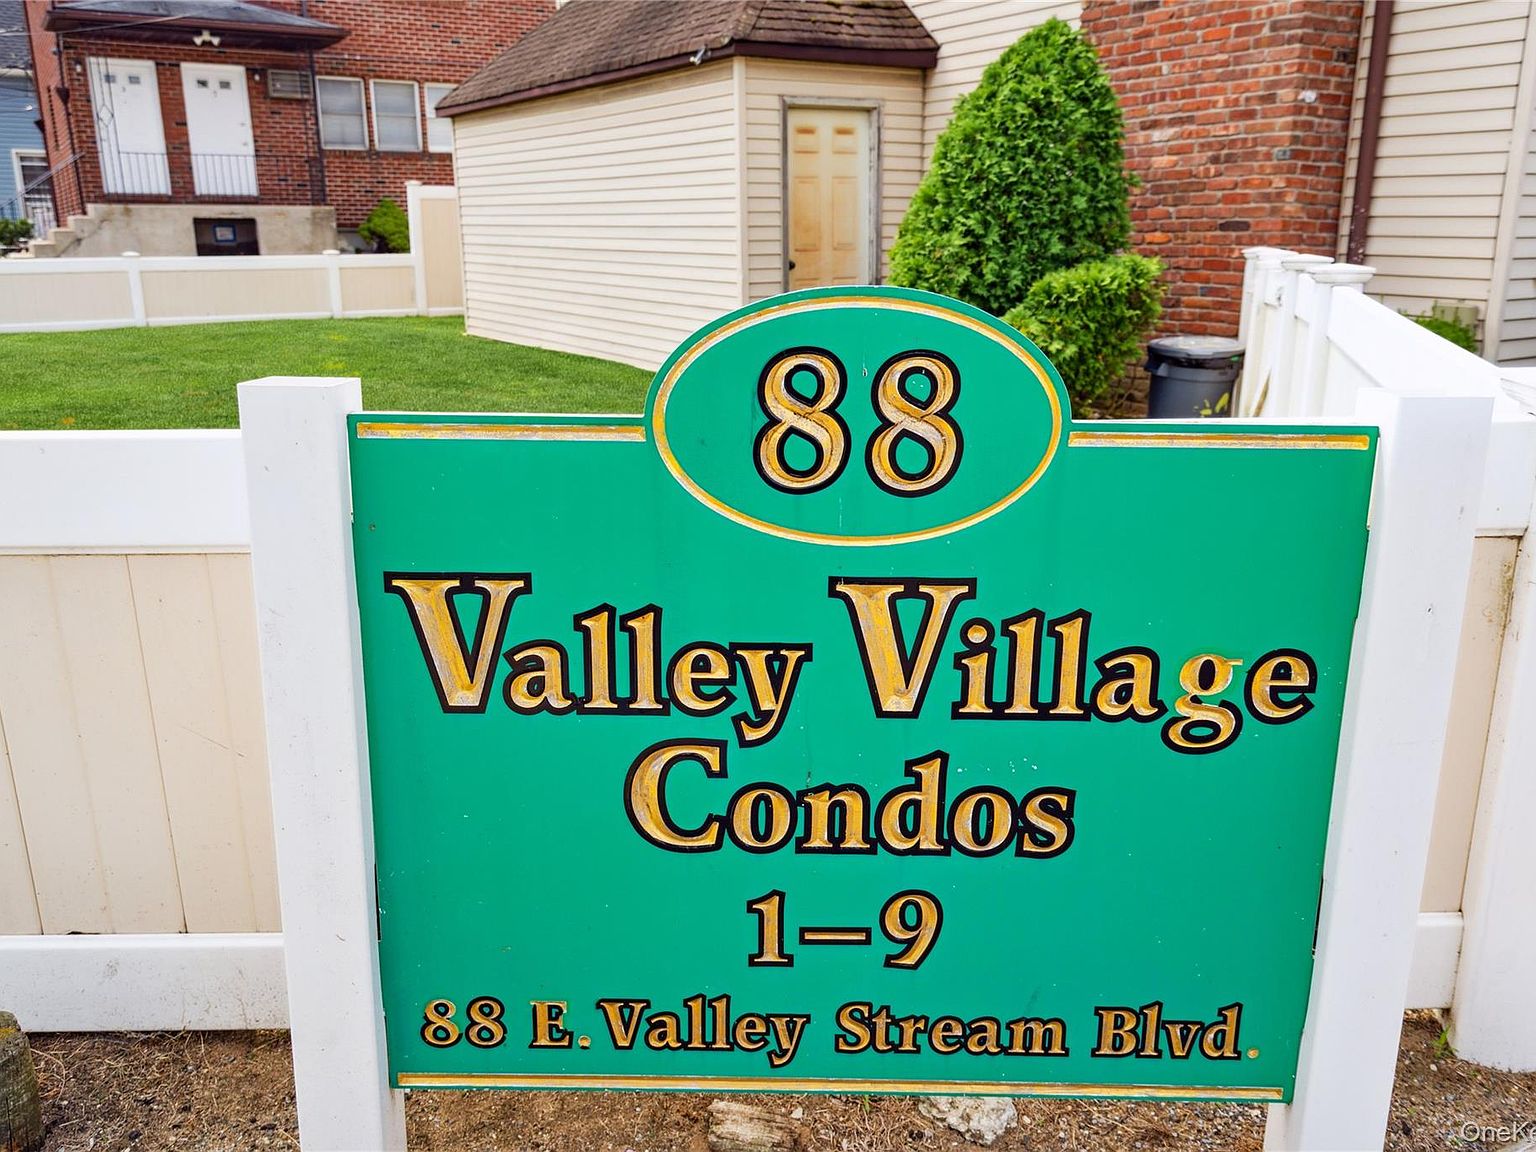 88
Valley Village
Condos
1–9
88 E. Valley Stream Blvd.